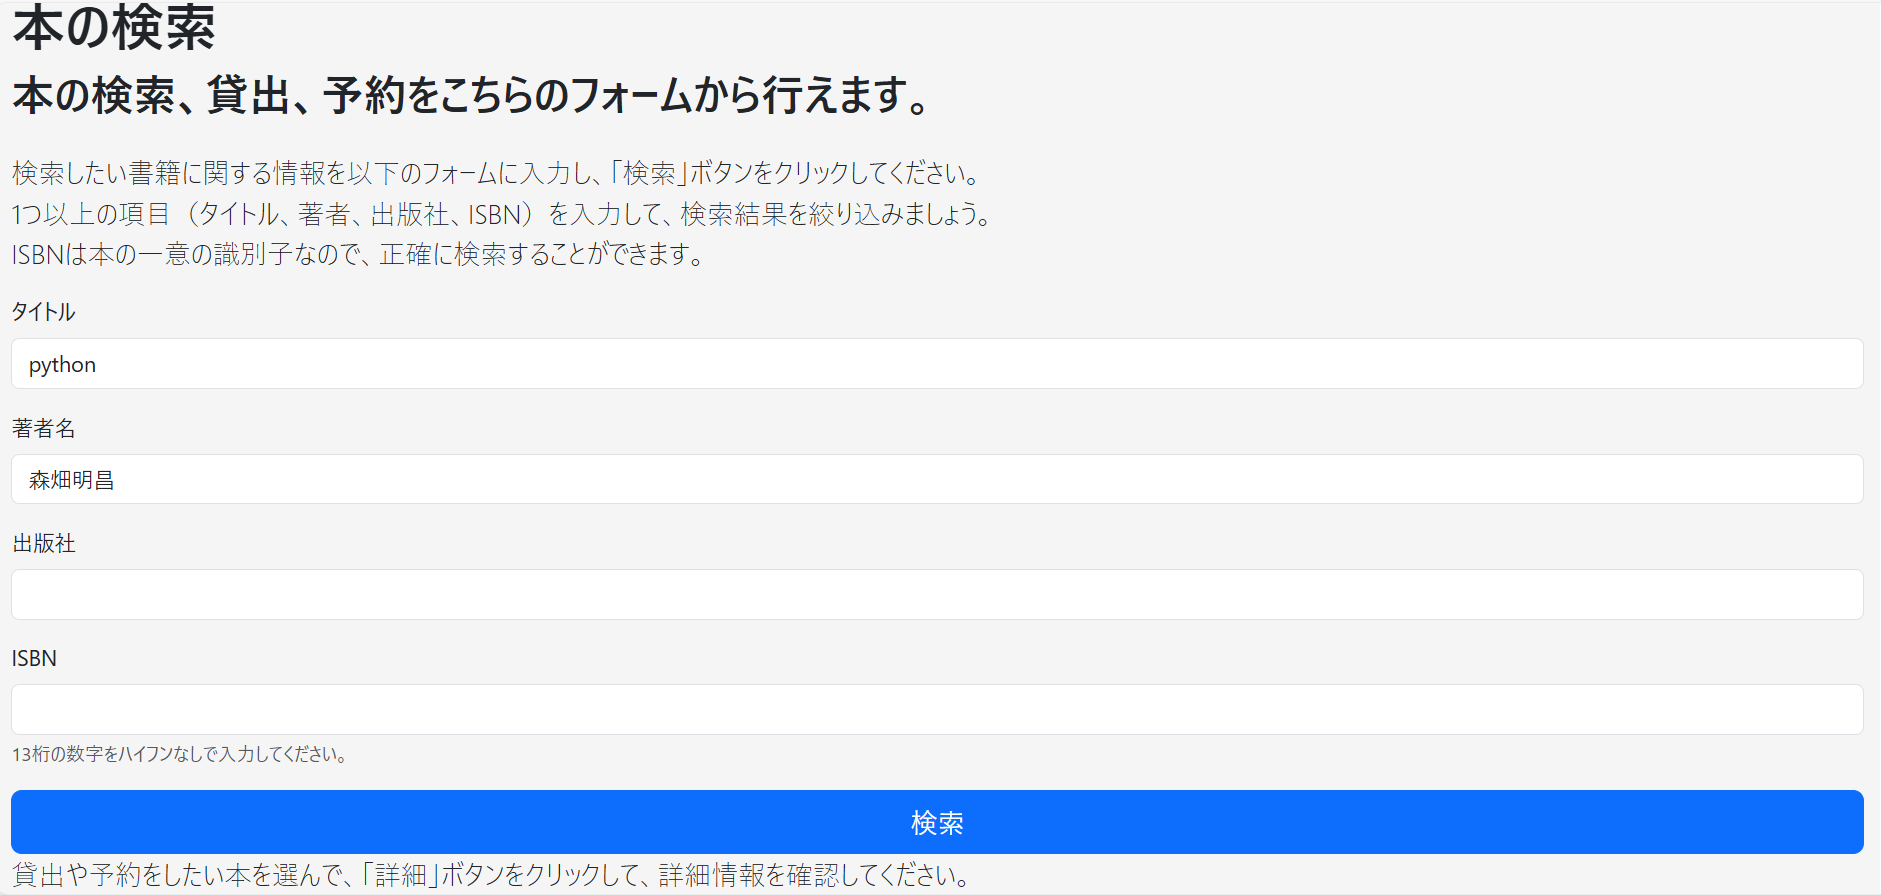 本の検索
本の検索、貸出、予約をこちらのフォームから行えます。
検索したい書籍に関する情報を以下のフォームに入力し、「検索」ボタンをクリックしてください。
1つ以上の項目（タイトル、著者、出版社、ISBN）を入力して、検索結果を絞り込みましょう。
ISBNは本の一意の識別子なので、正確に検索することができます。
タイトル
python
著者名
森畑明昌
出版社
ISBN
13桁の数字をハイフンなしで入力してください。
検索
貸出や予約をしたい本を選んで、「詳細」ボタンをクリックして、詳細情報を確認してください。